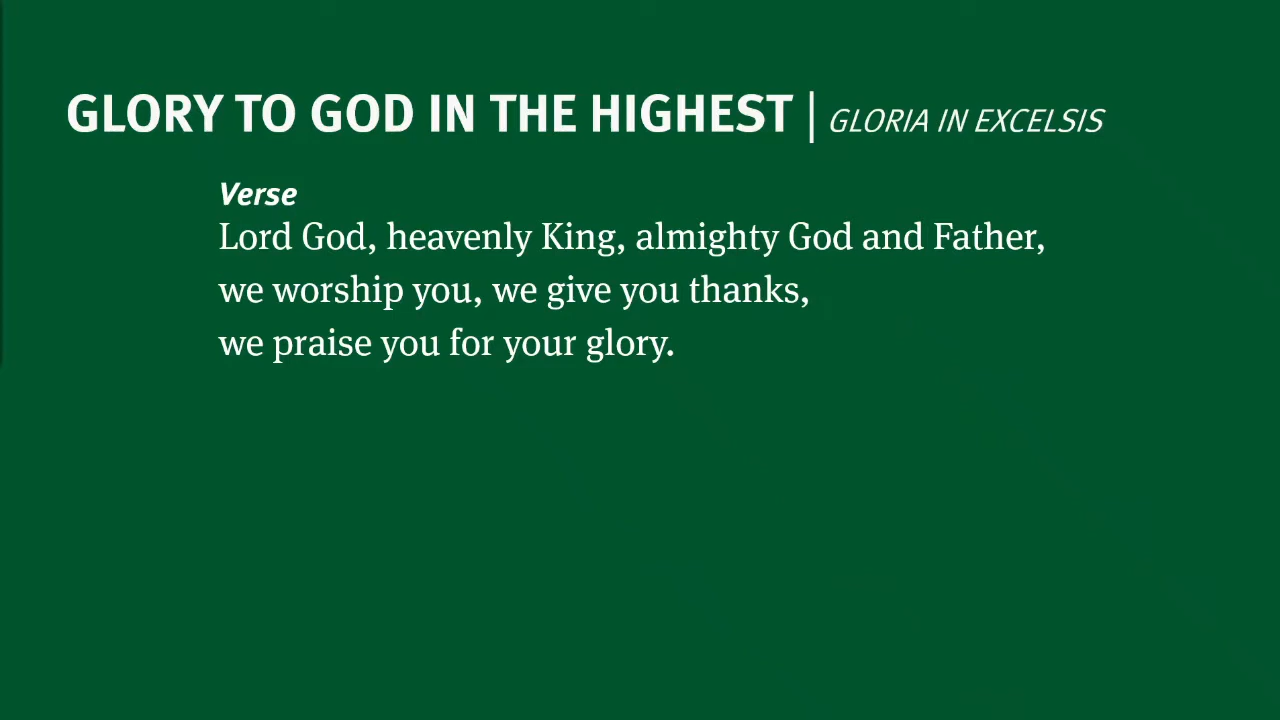 GLORY TO GOD IN THE HIGHEST | GLORIA IN EXCELSIS
Verse
Lord God, heavenly King, almighty God and Father,
we worship you, we give you thanks,
we praise you for your glory.